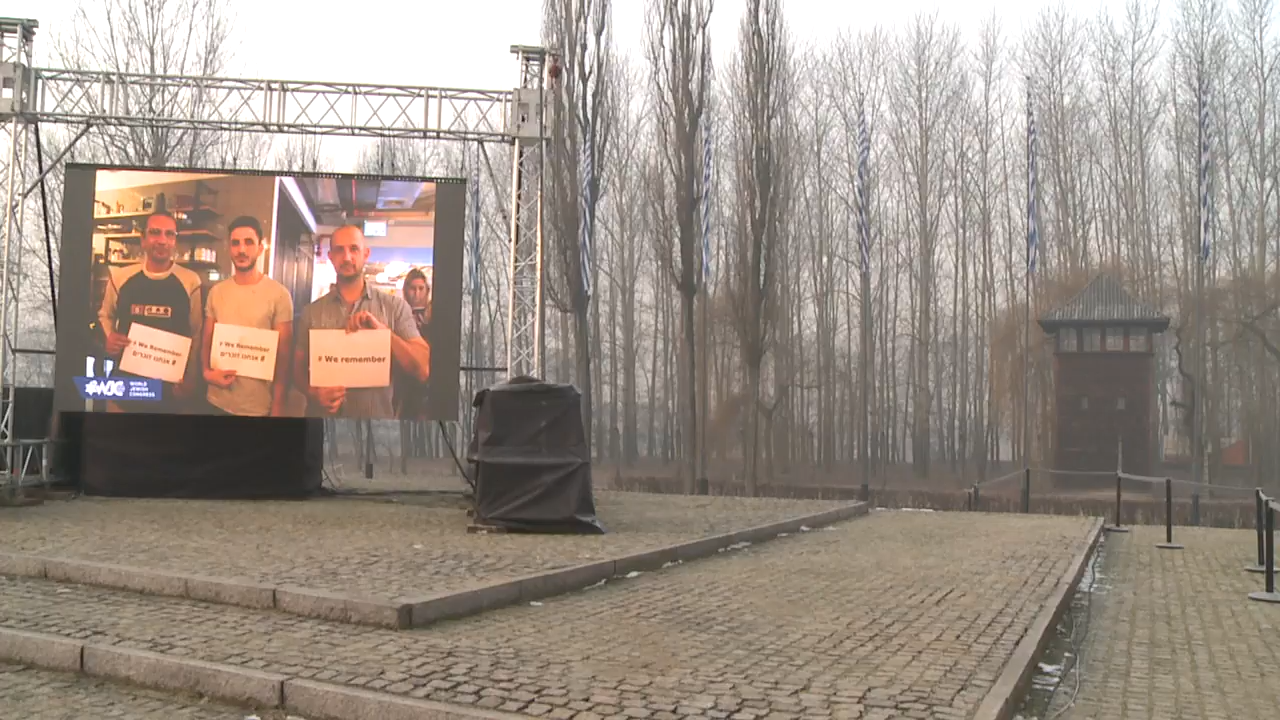 # We Remember
אנחנו זוכרים #
# We Remember
אנחנו זוכרים #
# We remember
WJC
WORLD
JEWISH
CONGRESS